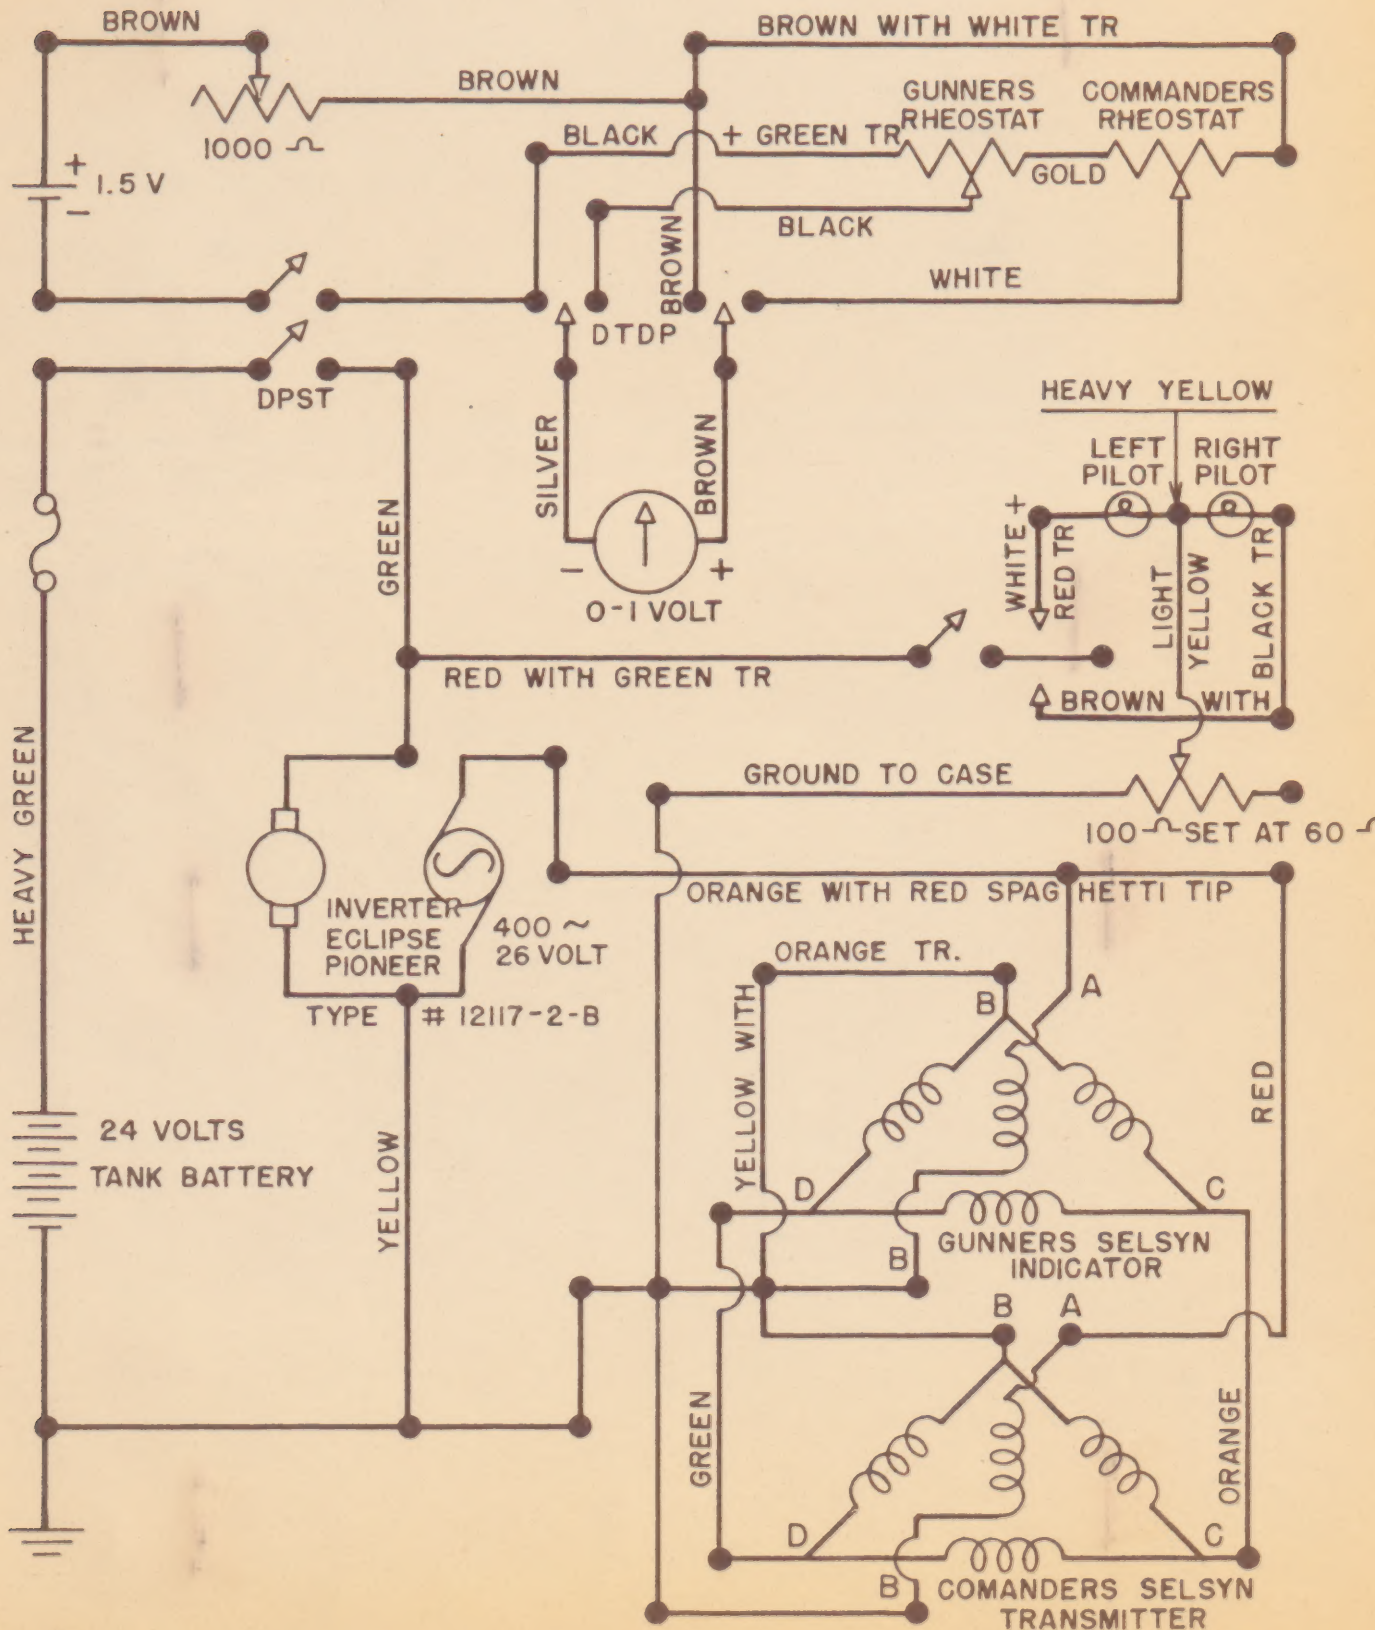 BROWN
BROWN WITH WHITE TR
BROWN
GUNNERS
RHEOSTAT
COMMANDERS
RHEOSTAT
1000 Ω
BLACK + GREEN TR
GOLD
+
1.5 V
-
BLACK
BROWN
WHITE
DTDP
DPST
HEAVY YELLOW
LEFT
PILOT
RIGHT
PILOT
SILVER
BROWN
GREEN
- +
0-1 VOLT
WHITE +
RED TR
LIGHT
YELLOW
BLACK TR
RED WITH GREEN TR
BROWN WITH
HEAVY GREEN
GROUND TO CASE
100 Ω SET AT 60 Ω
ORANGE WITH RED SPAGHETTI TIP
INVERTER
ECLIPSE
PIONEER
400 ~
26 VOLT
TYPE # 12117-2-B
ORANGE TR.
YELLOW WITH
B
A
RED
24 VOLTS
TANK BATTERY
YELLOW
D
C
B
GUNNERS SELSYN
INDICATOR
B A
GREEN
ORANGE
D
C
B
COMANDERS SELSYN
TRANSMITTER